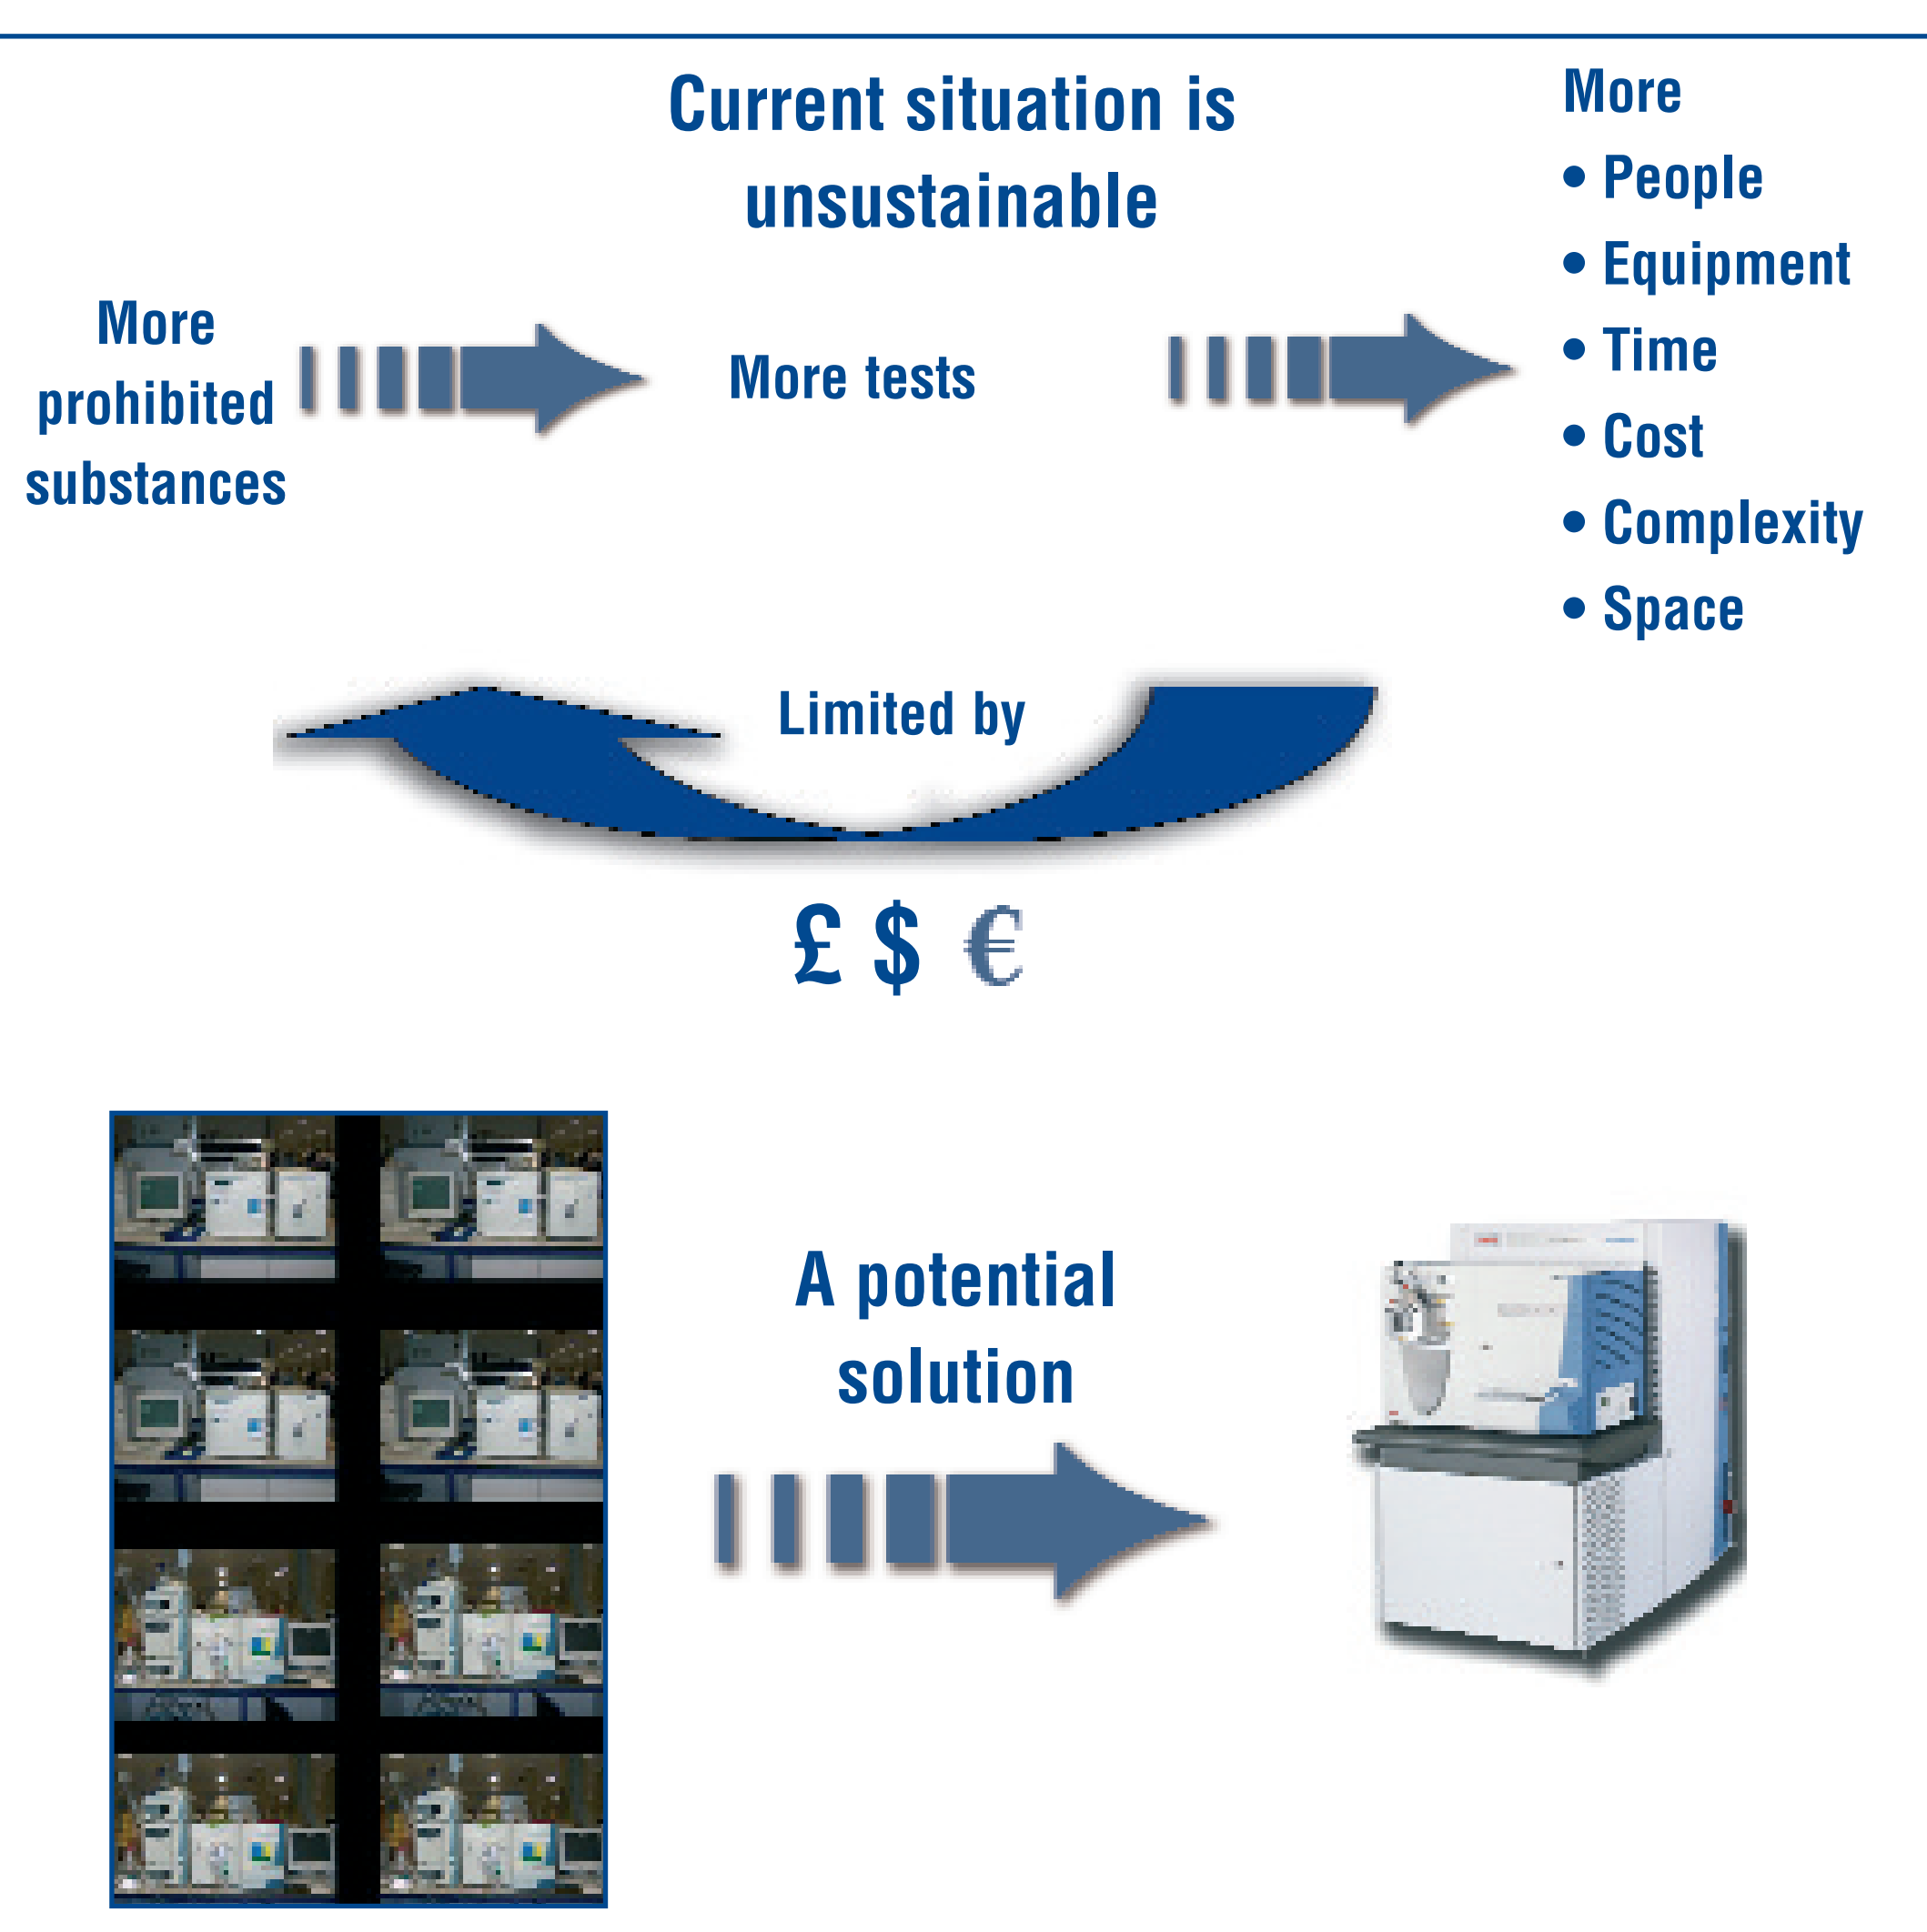 Current situation is
unsustainable
More
prohibited
substances
More tests
More
• People
• Equipment
• Time
• Cost
• Complexity
• Space
Limited by
£ $ €
A potential
solution